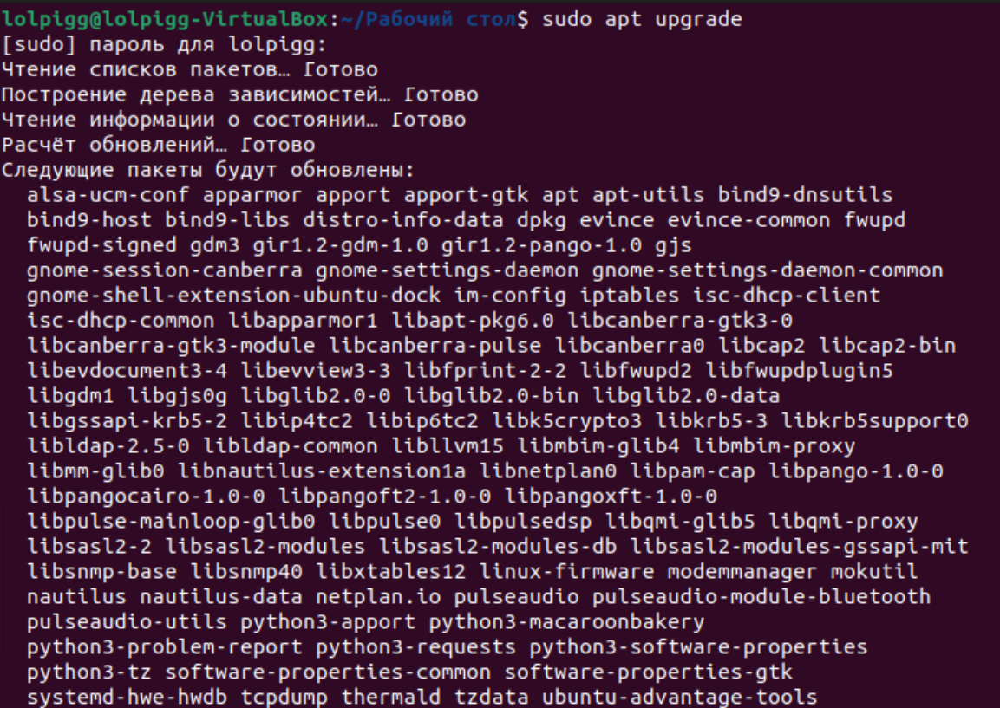 lolpigg@lolpigg-VirtualBox:~/Рабочий стол$ sudo apt upgrade
[sudo] пароль для lolpigg:
Чтение списков пакетов… Готово
Построение дерева зависимостей… Готово
Чтение информации о состоянии… Готово
Расчёт обновлений… Готово
Следующие пакеты будут обновлены:
  alsa-ucm-conf apparmor apport apport-gtk apt apt-utils bind9-dnsutils
  bind9-host bind9-libs distro-info-data dpkg evince evince-common fwupd
  fwupd-signed gdm3 gir1.2-gdm-1.0 gir1.2-pango-1.0 gjs
  gnome-session-canberra gnome-settings-daemon gnome-settings-daemon-common
  gnome-shell-extension-ubuntu-dock im-config iptables isc-dhcp-client
  isc-dhcp-common libapparmor1 libapt-pkg6.0 libcanberra-gtk3-0
  libcanberra-gtk3-module libcanberra-pulse libcanberra0 libcap2 libcap2-bin
  libevdocument3-4 libevview3-3 libfprint-2-2 libfwupd2 libfwupdplugin5
  libgdm1 libgjs0g libglib2.0-0 libglib2.0-bin libglib2.0-data
  libgssapi-krb5-2 libip4tc2 libip6tc2 libk5crypto3 libkrb5-3 libkrb5support0
  libldap-2.5-0 libldap-common libllvm15 libmbim-glib4 libmbim-proxy
  libmm-glib0 libnautilus-extension1a libnetplan0 libpam-cap libpango-1.0-0
  libpangocairo-1.0-0 libpangoft2-1.0-0 libpangoxft-1.0-0
  libpulse-mainloop-glib0 libpulse0 libpulsedsp libqmi-glib5 libqmi-proxy
  libsasl2-2 libsasl2-modules libsasl2-modules-db libsasl2-modules-gssapi-mit
  libsnmp-base libsnmp40 libxtables12 linux-firmware modemmanager mokutil
  nautilus nautilus-data netplan.io pulseaudio pulseaudio-module-bluetooth
  pulseaudio-utils python3-apport python3-macaroonbakery
  python3-problem-report python3-requests python3-software-properties
  python3-tz software-properties-common software-properties-gtk
  systemd-hwe-hwdb tcpdump thermald tzdata ubuntu-advantage-tools